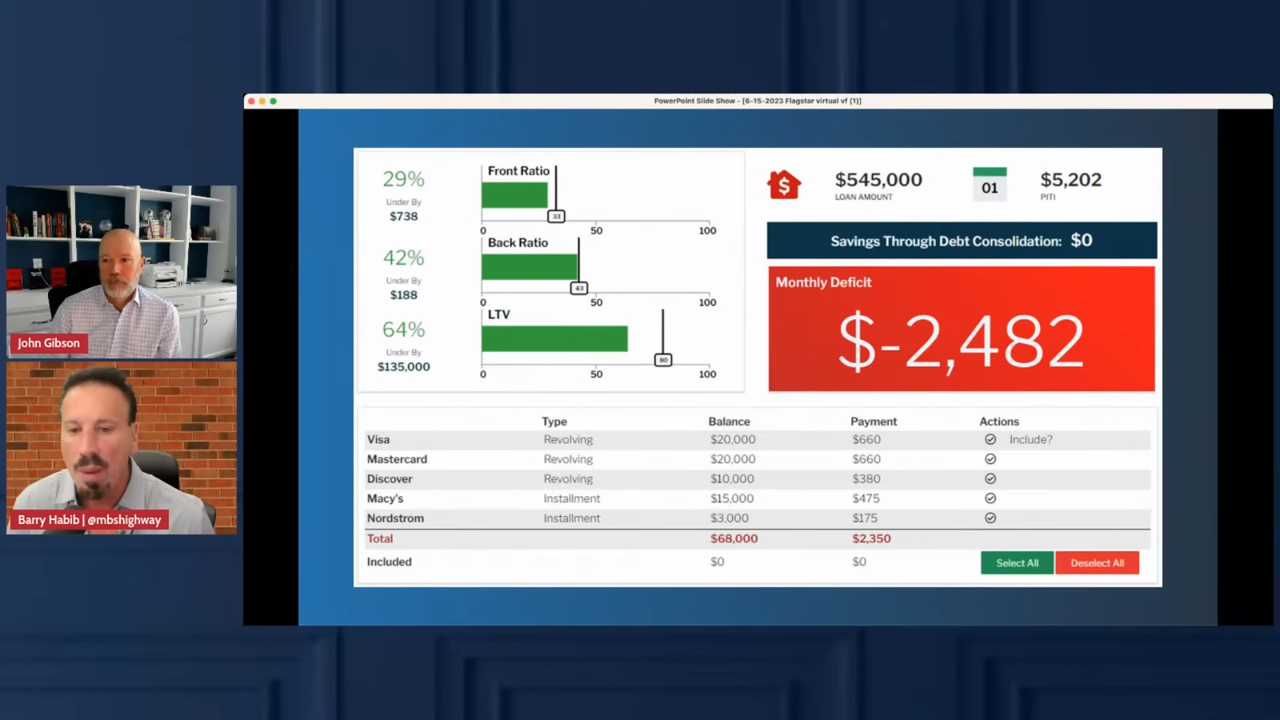 PowerPoint Slide Show - [6-15-2023 Flagstar virtual vf (1)]
29%
Under By
$738
Front Ratio
33
0 50 100
42%
Under By
$188
Back Ratio
43
0 50 100
64%
Under By
$135,000
LTV
80
0 50 100
$545,000
LOAN AMOUNT
01
$5,202
PITI
Savings Through Debt Consolidation: $0
Monthly Deficit
$-2,482
Type Balance Payment Actions
Visa Revolving $20,000 $660 Include?
Mastercard Revolving $20,000 $660
Discover Revolving $10,000 $380
Macy's Installment $15,000 $475
Nordstrom Installment $3,000 $175
Total $68,000 $2,350
Included $0 $0 Select All Deselect All
John Gibson
Barry Habib | @mbshighway